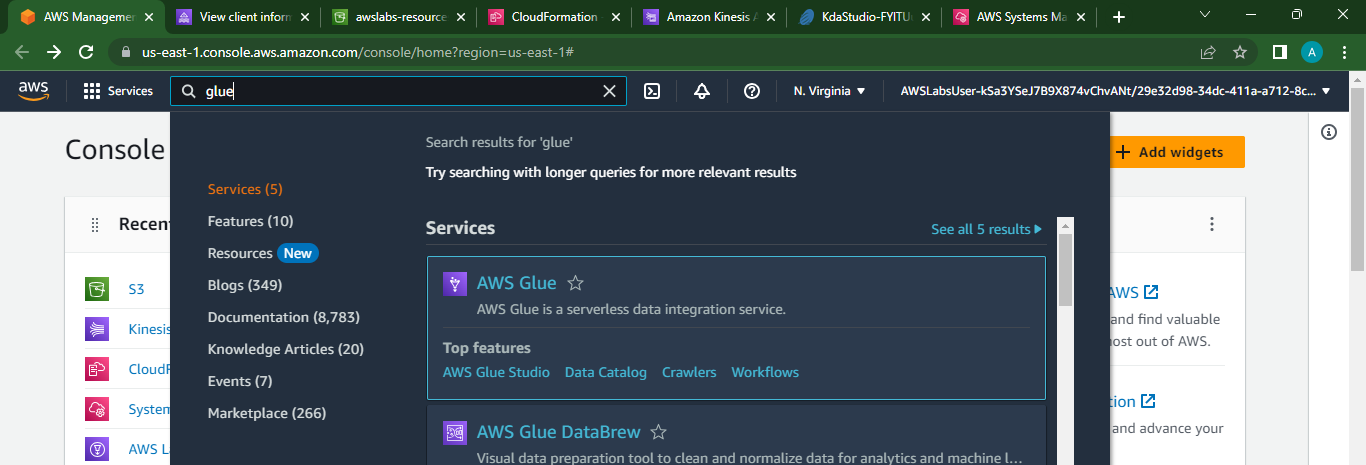 AWS Managemen
View client inforn
awslabs-resource
CloudFormation
Amazon Kinesis A
KdaStudio-FYITU
AWS Systems Ma
us-east-1.console.aws.amazon.com/console/home?region=us-east-1#
A
aws
Services
glue
N. Virginia
AWSLabsUser-kSa3YSeJ7B9X874vChvANt/29e32d98-34dc-411a-a712-8c...
Console
Add widgets
Search results for 'glue'
Try searching with longer queries for more relevant results
Services (5)
Features (10)
Resources New
Blogs (349)
Documentation (8,783)
Knowledge Articles (20)
Events (7)
Marketplace (266)
Services
See all 5 results
AWS Glue
AWS Glue is a serverless data integration service.
Top features
AWS Glue Studio Data Catalog Crawlers Workflows
AWS Glue DataBrew
Visual data preparation tool to clean and normalize data for analytics and machine l...
Recen
S3
Kinesis
CloudF
System
AWS L
AWS
and find valuable
ost out of AWS.
tion
and advance your